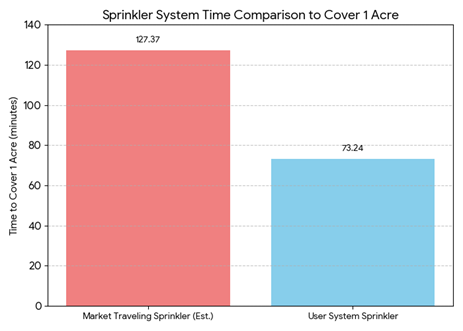 Sprinkler System Time Comparison to Cover 1 Acre
Time to Cover 1 Acre (minutes)
140
120
100
80
60
40
20
0
127.37
73.24
Market Traveling Sprinkler (Est.)
User System Sprinkler